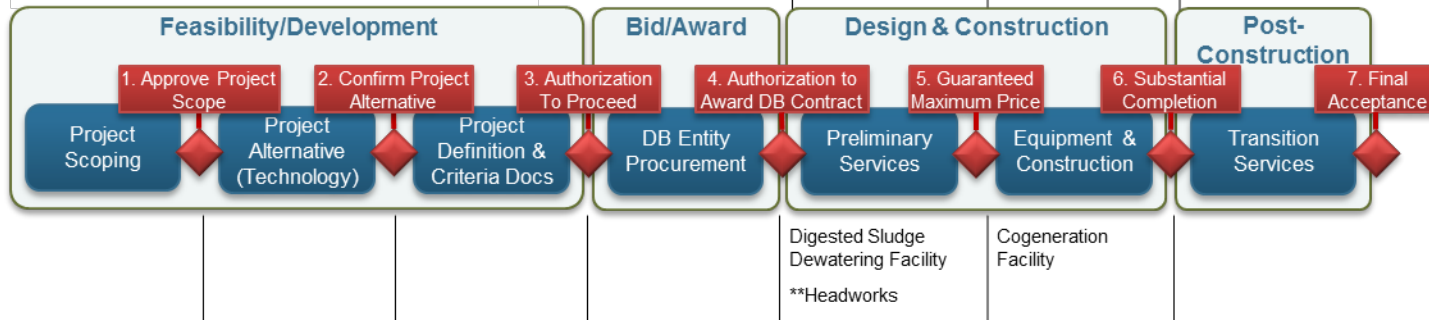 Feasibility/Development
Bid/Award
Design & Construction
Post-
Construction
1. Approve Project
Scope
2. Confirm Project
Alternative
3. Authorization
To Proceed
4. Authorization to
Award DB Contract
5. Guaranteed
Maximum Price
6. Substantial
Completion
7. Final
Acceptance
Project
Scoping
Project
Alternative
(Technology)
Project
Definition &
Criteria Docs
DB Entity
Procurement
Preliminary
Services
Equipment &
Construction
Transition
Services
Digested Sludge
Dewatering Facility
**Headworks
Cogeneration
Facility